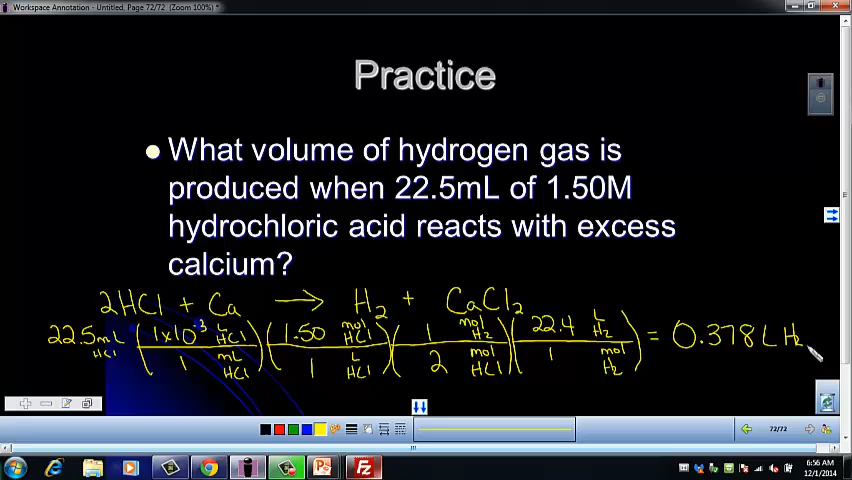 Workspace Annotation - Untitled, Page 72/72 (Zoom 100%) *
Practice
What volume of hydrogen gas is
produced when 22.5mL of 1.50M
hydrochloric acid reacts with excess
calcium?
2HCl + Ca → H₂ + CaCl₂
22.5 mL HCl (1x10⁻³ L HCl / 1 mL HCl) (1.50 mol HCl / 1 L HCl) (1 mol H₂ / 2 mol HCl) (22.4 L H₂ / 1 mol H₂) = 0.378 L H₂
72/72
6:56 AM
12/1/2014